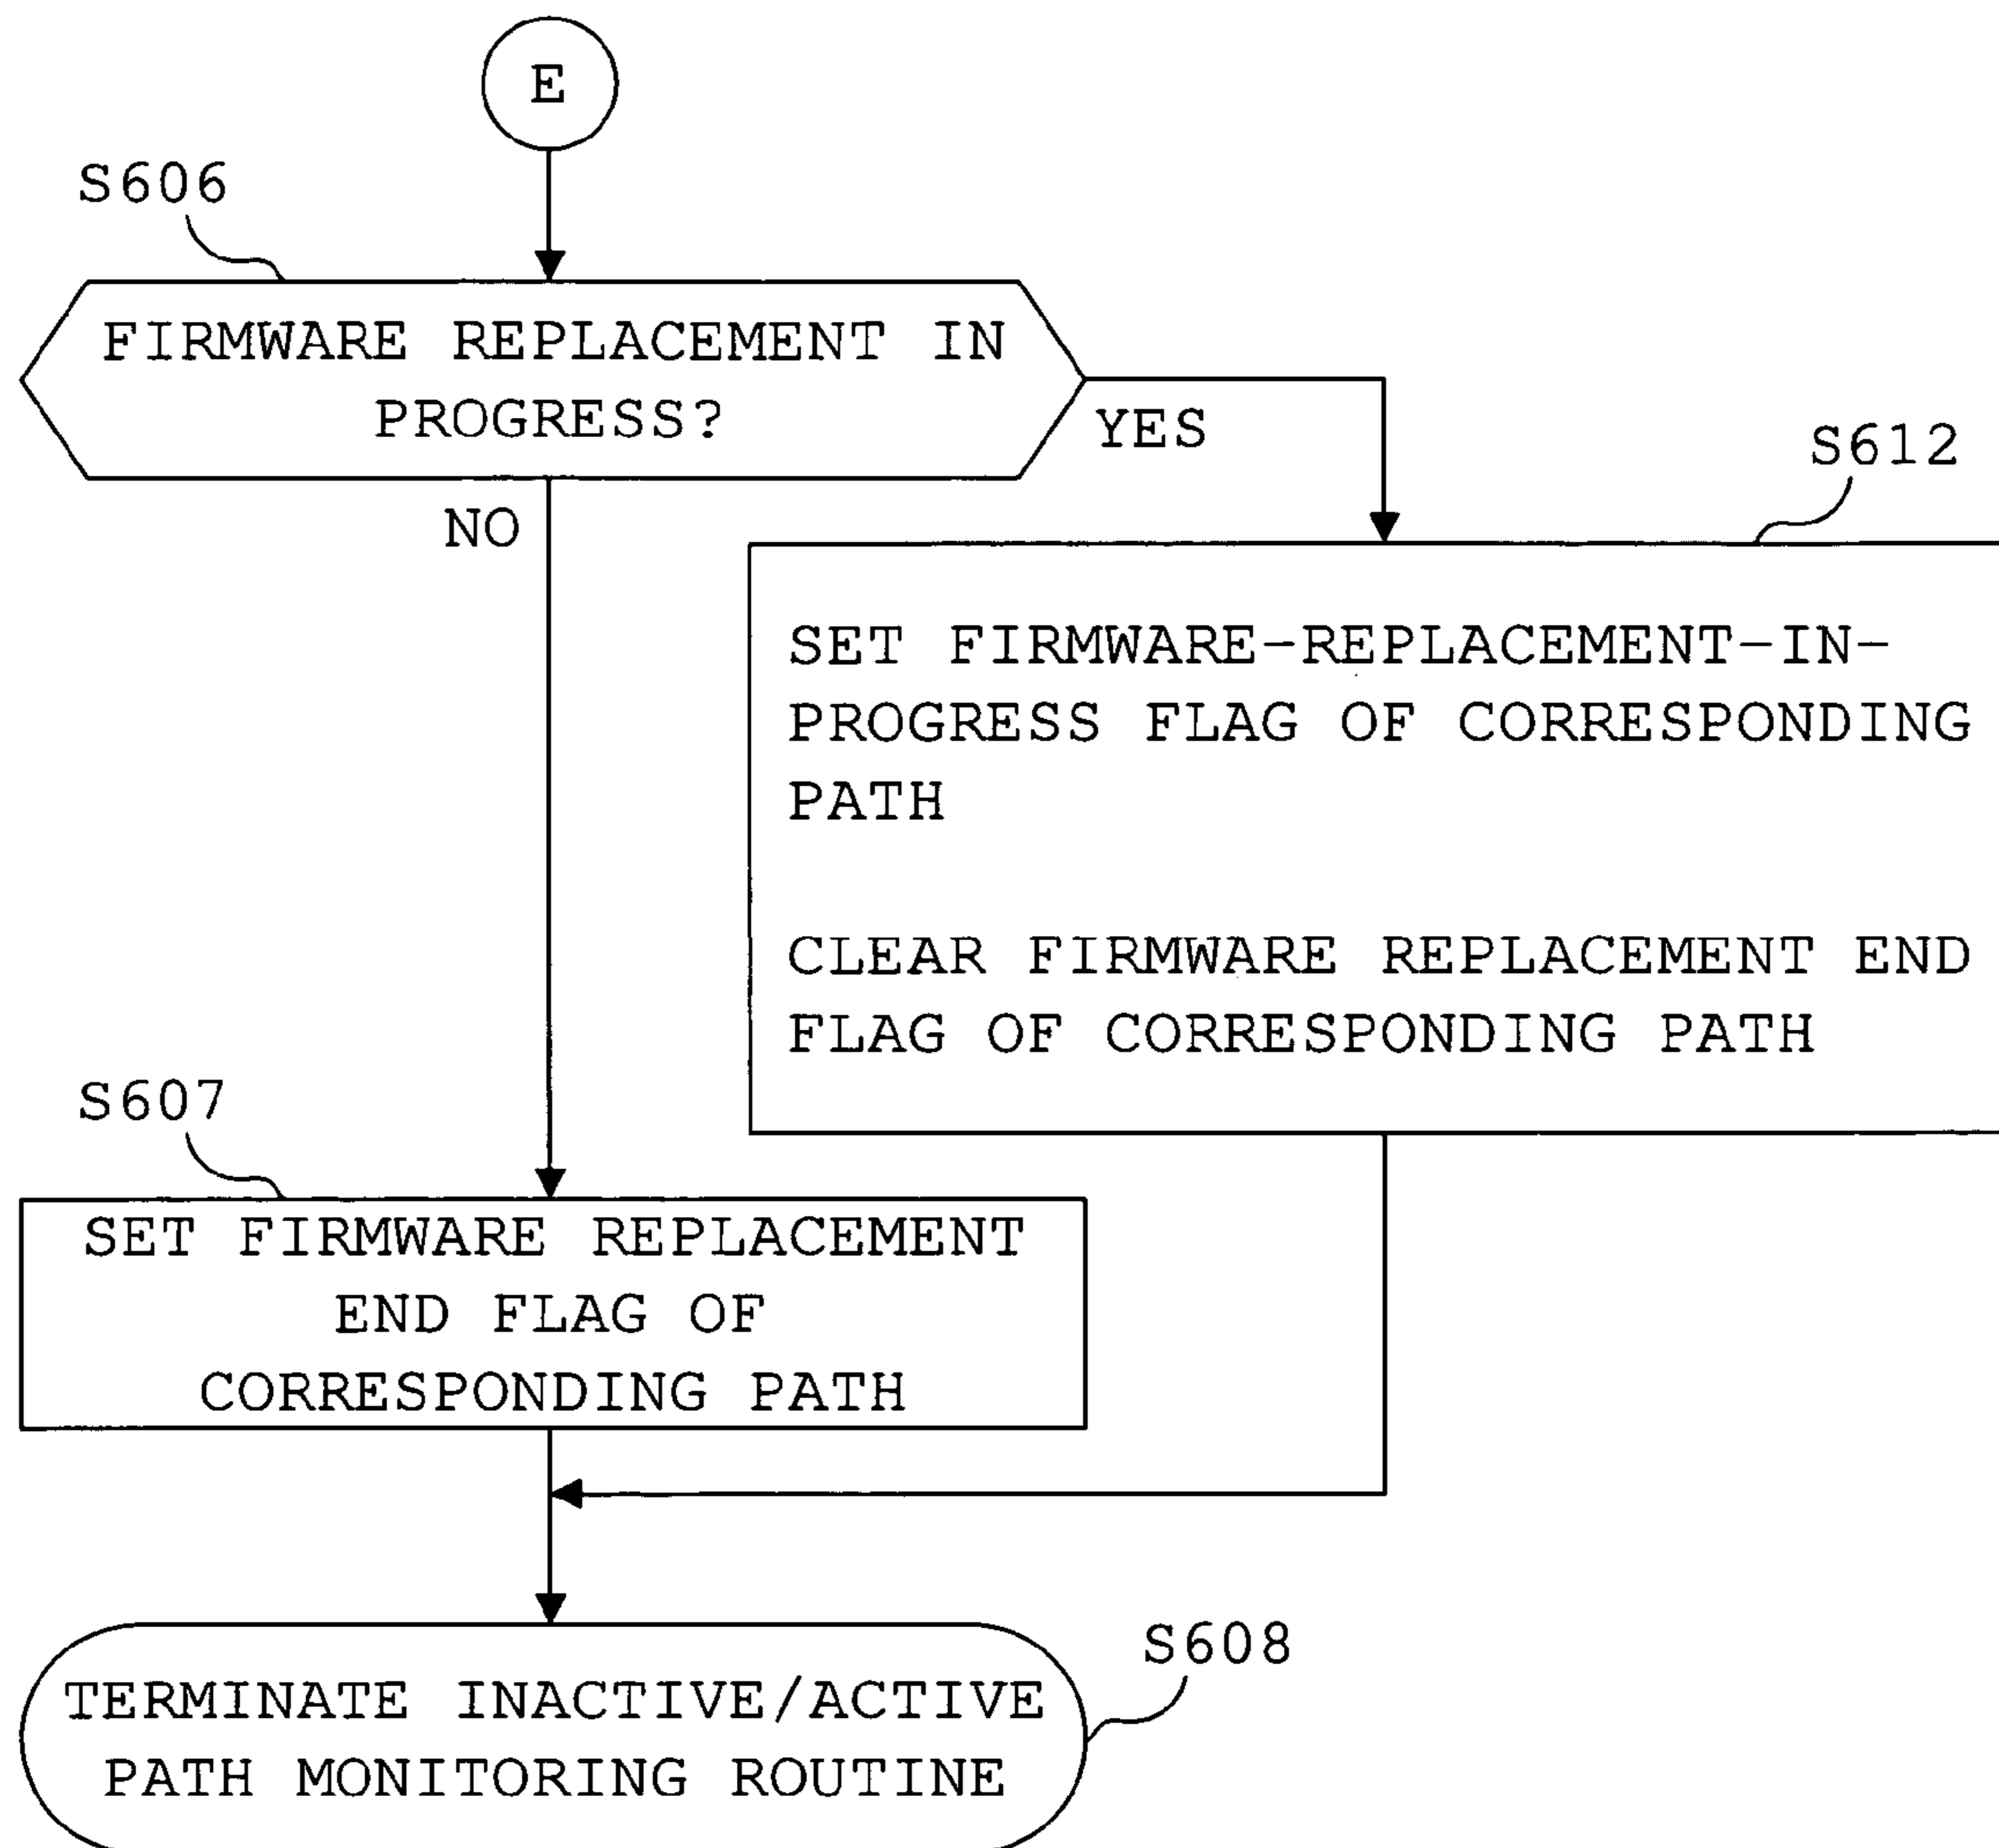 E
S606
FIRMWARE REPLACEMENT IN
PROGRESS?
YES
NO
S612
SET FIRMWARE-REPLACEMENT-IN-
PROGRESS FLAG OF CORRESPONDING
PATH
CLEAR FIRMWARE REPLACEMENT END
FLAG OF CORRESPONDING PATH
S607
SET FIRMWARE REPLACEMENT
END FLAG OF
CORRESPONDING PATH
S608
TERMINATE INACTIVE/ACTIVE
PATH MONITORING ROUTINE